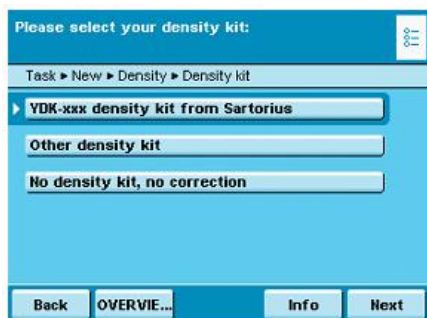 Please select your density kit:
Task ▸ New ▸ Density ▸ Density kit
YDK-xxx density kit from Sartorius
Other density kit
No density kit, no correction
Back OVERVIE... Info Next